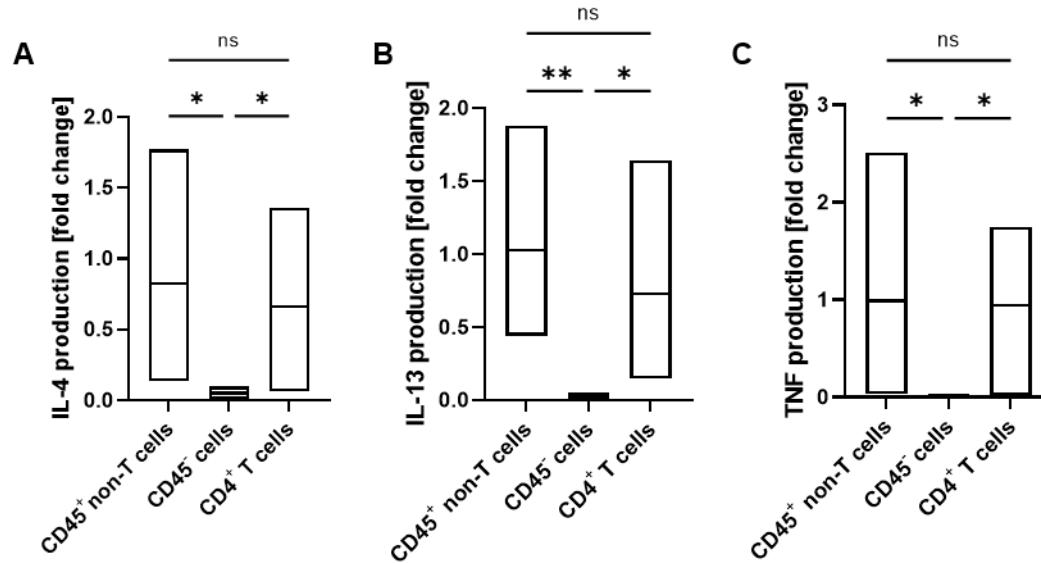 A
ns
*
*
IL-4 production [fold change]
2.0
1.5
1.0
0.5
0.0
CD45⁺ non-T cells
CD45⁻ cells
CD4⁺ T cells
B
ns
**
*
IL-13 production [fold change]
2.0
1.5
1.0
0.5
0.0
CD45⁺ non-T cells
CD45⁻ cells
CD4⁺ T cells
C
ns
*
*
TNF production [fold change]
3
2
1
0
CD45⁺ non-T cells
CD45⁻ cells
CD4⁺ T cells